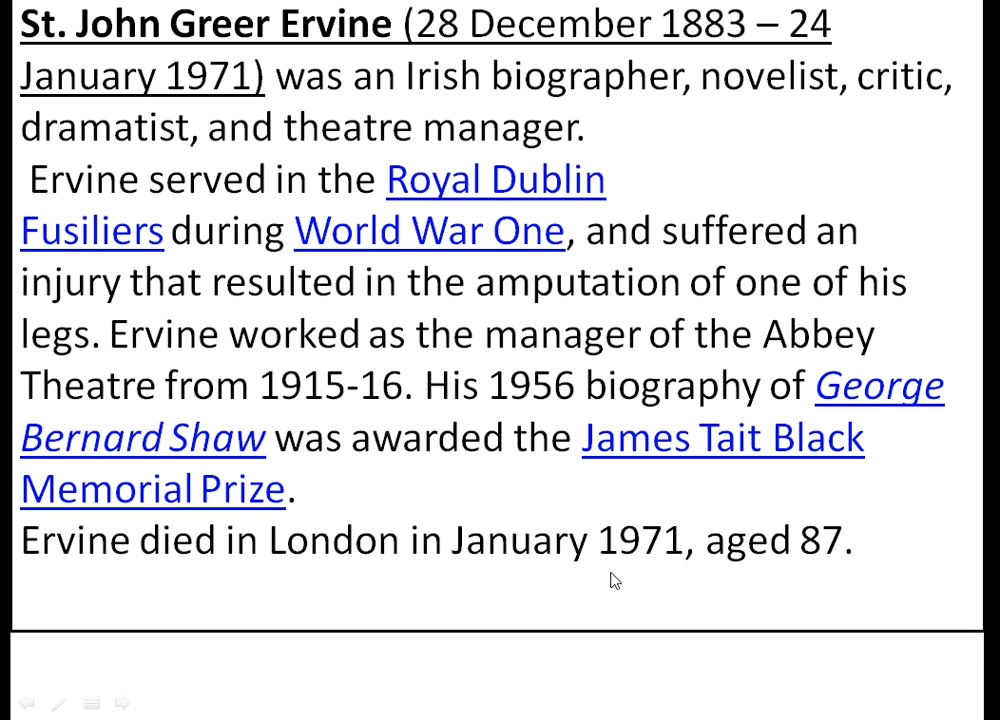 St. John Greer Ervine (28 December 1883 – 24
January 1971) was an Irish biographer, novelist, critic,
dramatist, and theatre manager.
Ervine served in the Royal Dublin
Fusiliers during World War One, and suffered an
injury that resulted in the amputation of one of his
legs. Ervine worked as the manager of the Abbey
Theatre from 1915-16. His 1956 biography of George
Bernard Shaw was awarded the James Tait Black
Memorial Prize.
Ervine died in London in January 1971, aged 87.